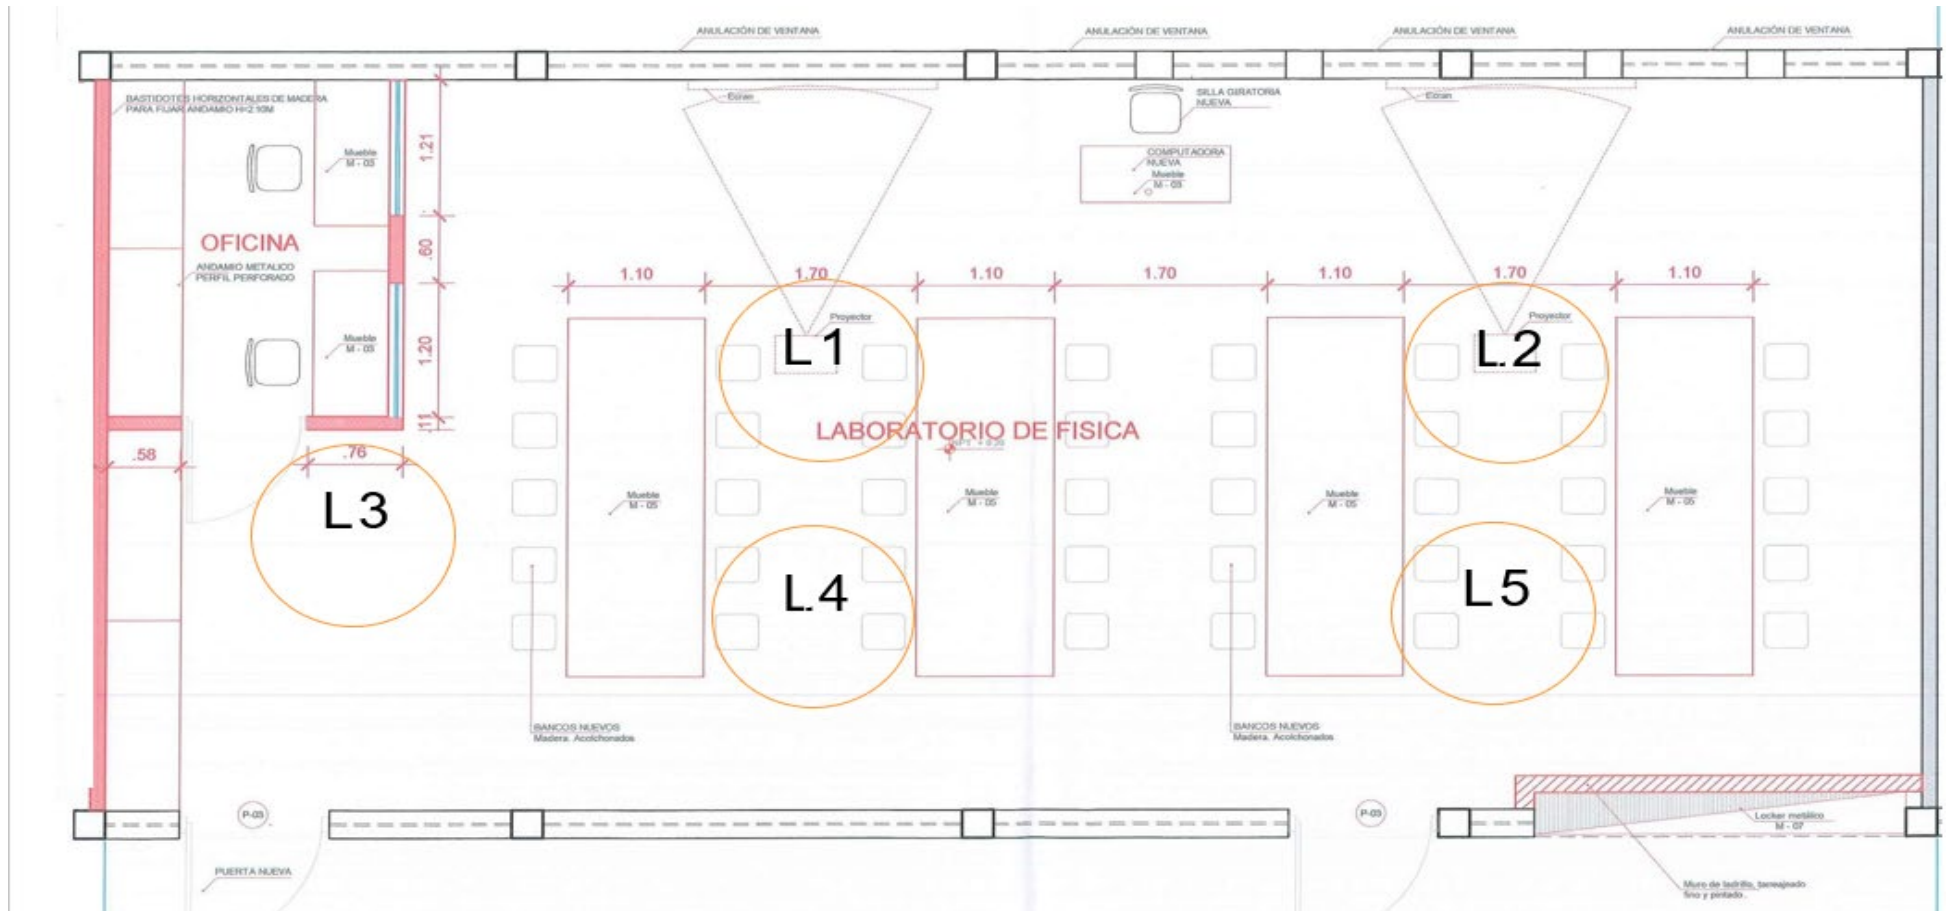 ANULACIÓN DE VENTANA
ANULACIÓN DE VENTANA
ANULACIÓN DE VENTANA
ANULACIÓN DE VENTANA
BASTIDOTES HORIZONTALES DE MADERA
PARA FIJAR ANDAMIO H=2.10M
Ecran
SILLA GIRATORIA
NUEVA
Ecran
1.21
Mueble
M - 03
COMPUTADORA
NUEVA
Mueble
M - 03
OFICINA
.60
ANDAMIO METALICO
PERFIL PERFORADO
1.10
1.70
1.10
1.70
1.10
1.70
1.10
Mueble
M - 03
1.20
Proyector
L1
Proyector
L.2
.11
LABORATORIO DE FISICA
.58
.76
L3
Mueble
M - 05
Mueble
M - 05
Mueble
M - 05
Mueble
M - 05
L.4
L5
BANCOS NUEVOS
Madera. Acolchonados
BANCOS NUEVOS
Madera. Acolchonados
P-03
P-03
Locker metálico
M - 07
PUERTA NUEVA
Muro de ladrillo, tarrajeado
fino y pintado.